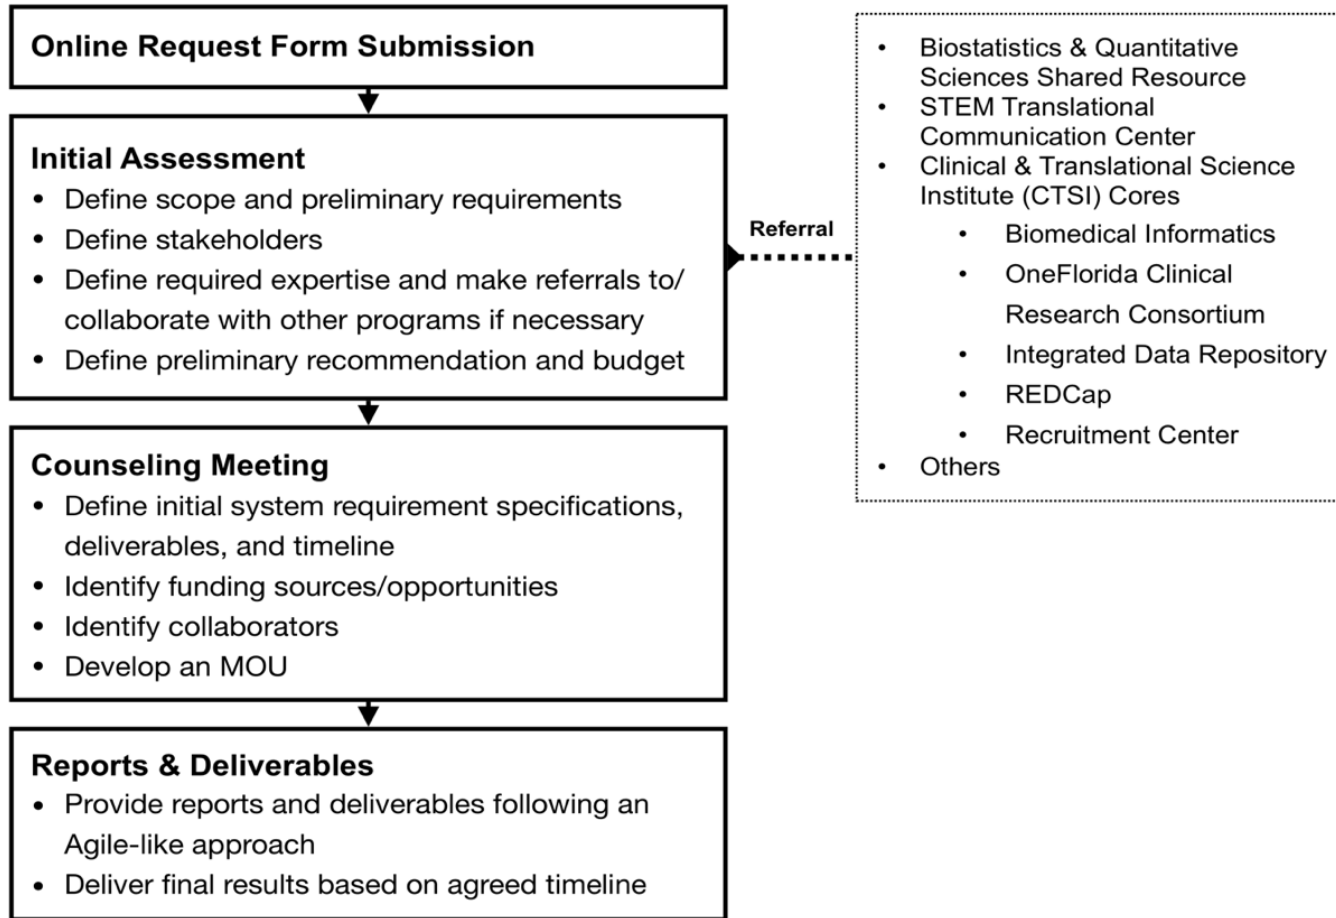 Online Request Form Submission
Initial Assessment
• Define scope and preliminary requirements
• Define stakeholders
• Define required expertise and make referrals to/
collaborate with other programs if necessary
• Define preliminary recommendation and budget
Referral
• Biostatistics & Quantitative
Sciences Shared Resource
• STEM Translational
Communication Center
• Clinical & Translational Science
Institute (CTSI) Cores
• Biomedical Informatics
• OneFlorida Clinical
Research Consortium
• Integrated Data Repository
• REDCap
• Recruitment Center
• Others
Counseling Meeting
• Define initial system requirement specifications,
deliverables, and timeline
• Identify funding sources/opportunities
• Identify collaborators
• Develop an MOU
Reports & Deliverables
• Provide reports and deliverables following an
Agile-like approach
• Deliver final results based on agreed timeline